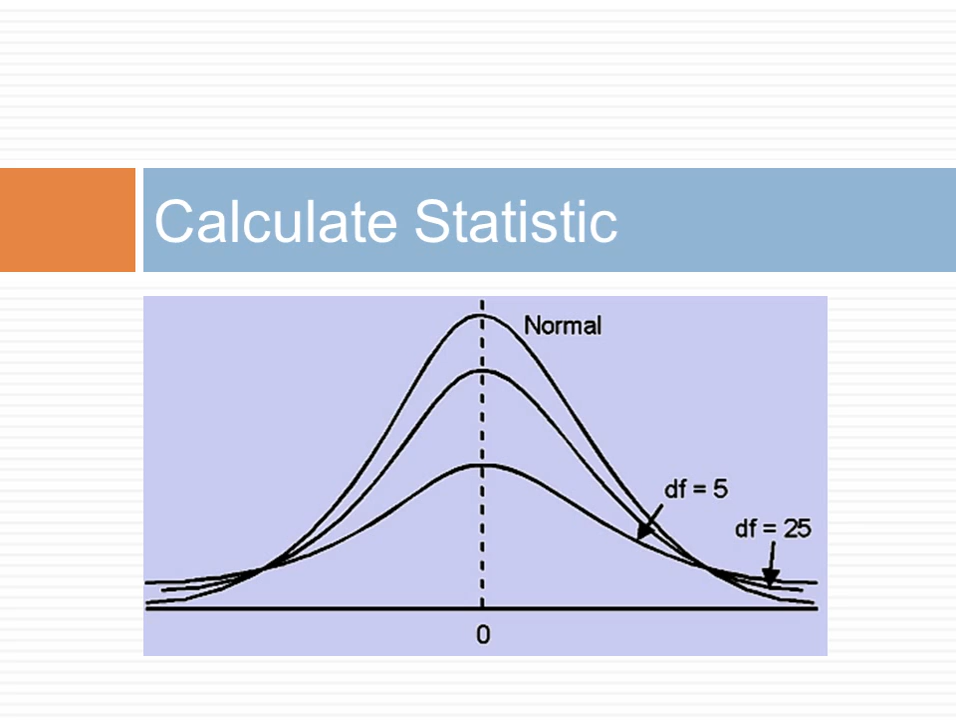 Calculate Statistic
Normal
df = 5
df = 25
0